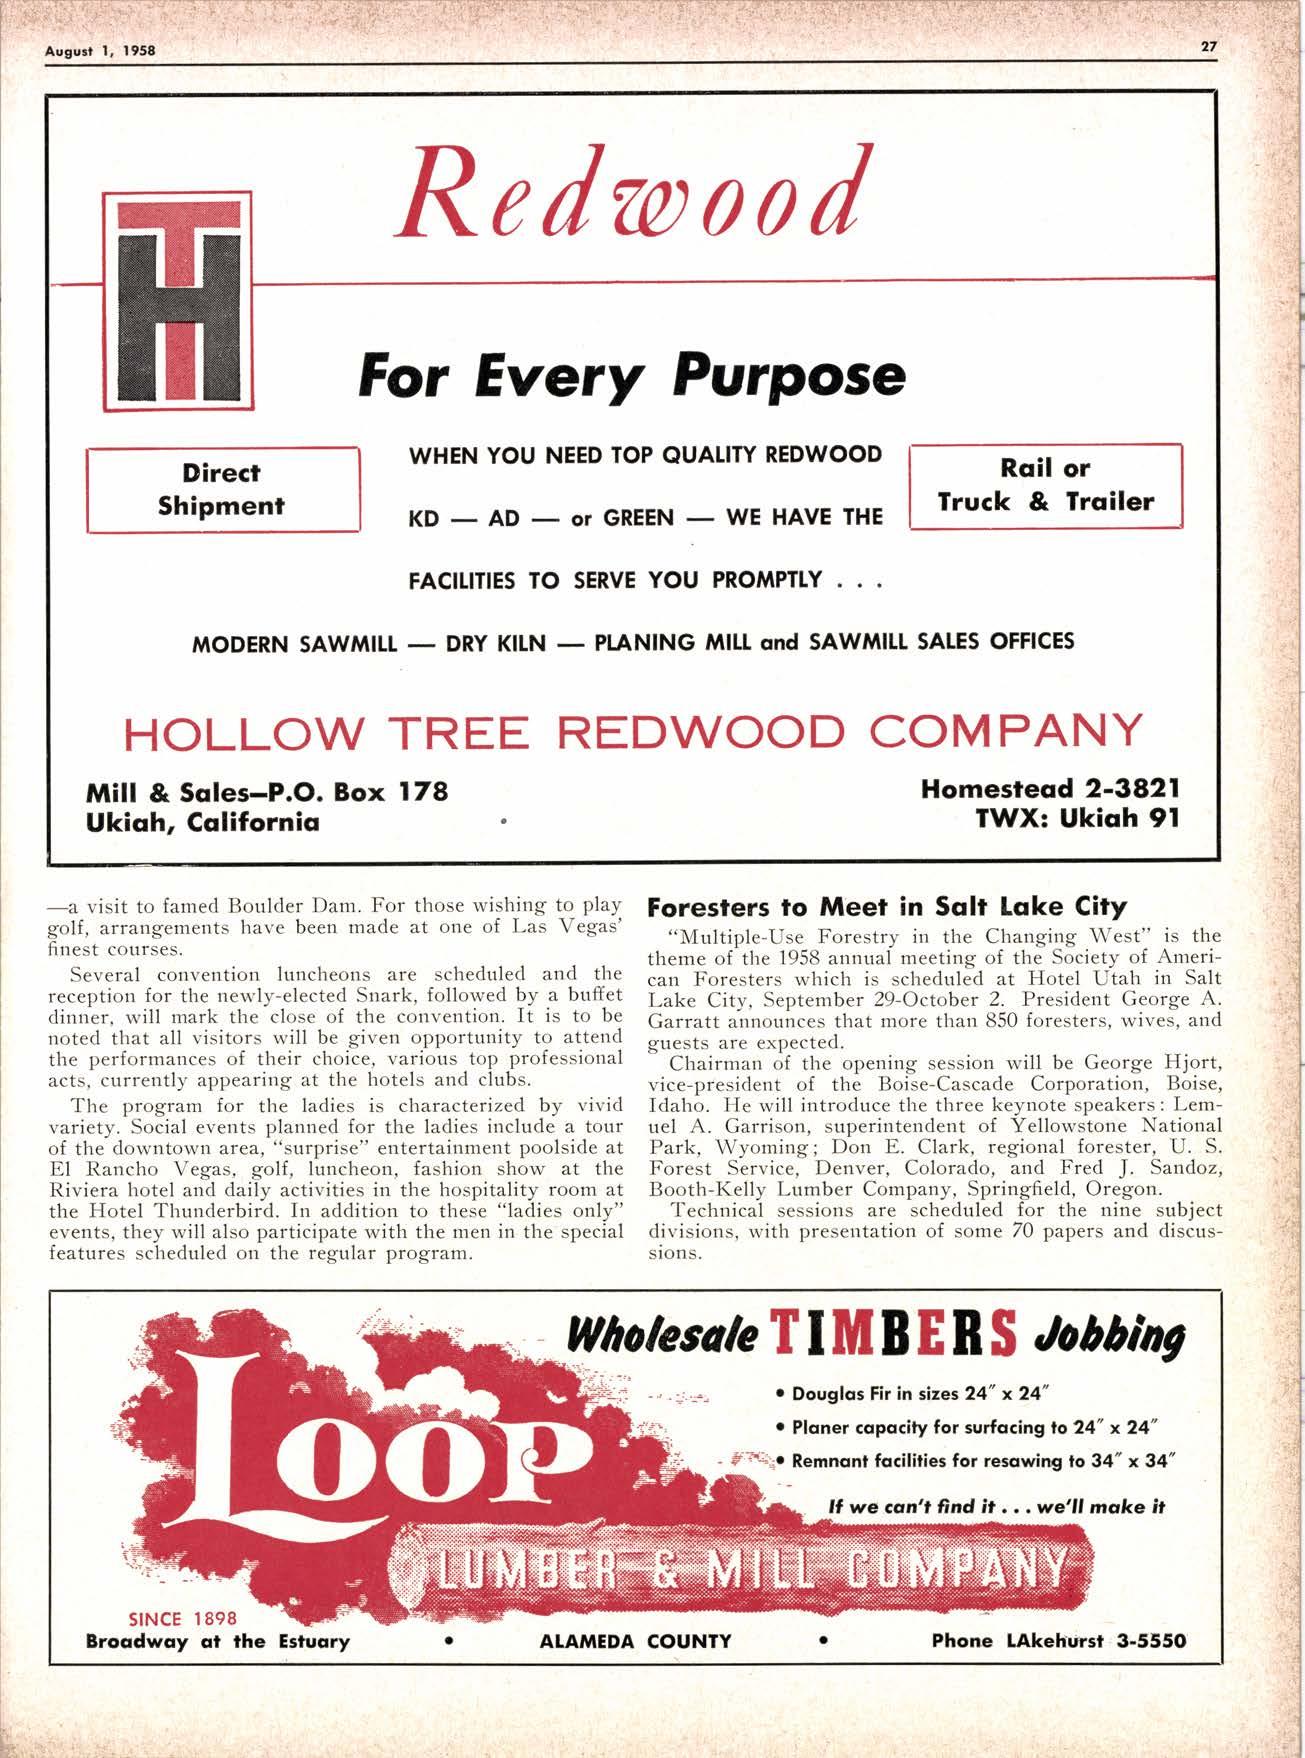 August 1, 1958
27
Redwood
TH
For Every Purpose
Direct
Shipment
WHEN YOU NEED TOP QUALITY REDWOOD
KD — AD — or GREEN — WE HAVE THE
FACILITIES TO SERVE YOU PROMPTLY . . .
Rail or
Truck & Trailer
MODERN SAWMILL — DRY KILN — PLANING MILL and SAWMILL SALES OFFICES
HOLLOW TREE REDWOOD COMPANY
Mill & Sales—P.O. Box 178
Ukiah, California
Homestead 2-3821
TWX: Ukiah 91
—a visit to famed Boulder Dam. For those wishing to play
golf, arrangements have been made at one of Las Vegas'
finest courses.
Several convention luncheons are scheduled and the
reception for the newly-elected Snark, followed by a buffet
dinner, will mark the close of the convention. It is to be
noted that all visitors will be given opportunity to attend
the performances of their choice, various top professional
acts, currently appearing at the hotels and clubs.
The program for the ladies is characterized by vivid
variety. Social events planned for the ladies include a tour
of the downtown area, "surprise" entertainment poolside at
El Rancho Vegas, golf, luncheon, fashion show at the
Riviera hotel and daily activities in the hospitality room at
the Hotel Thunderbird. In addition to these "ladies only"
events, they will also participate with the men in the special
features scheduled on the regular program.
Foresters to Meet in Salt Lake City
"Multiple-Use Forestry in the Changing West" is the
theme of the 1958 annual meeting of the Society of Ameri-
can Foresters which is scheduled at Hotel Utah in Salt
Lake City, September 29-October 2. President George A.
Garratt announces that more than 850 foresters, wives, and
guests are expected.
Chairman of the opening session will be George Hjort,
vice-president of the Boise-Cascade Corporation, Boise,
Idaho. He will introduce the three keynote speakers: Lem-
uel A. Garrison, superintendent of Yellowstone National
Park, Wyoming; Don E. Clark, regional forester, U. S.
Forest Service, Denver, Colorado, and Fred J. Sandoz,
Booth-Kelly Lumber Company, Springfield, Oregon.
Technical sessions are scheduled for the nine subject
divisions, with presentation of some 70 papers and discus-
sions.
Wholesale TIMBERS Jobbing
• Douglas Fir in sizes 24″ x 24″
• Planer capacity for surfacing to 24″ x 24″
• Remnant facilities for resawing to 34″ x 34″
If we can't find it . . . we'll make it
LOOP
LUMBER & MILL COMPANY
SINCE 1898
Broadway at the Estuary • ALAMEDA COUNTY • Phone LAkehurst 3-5550